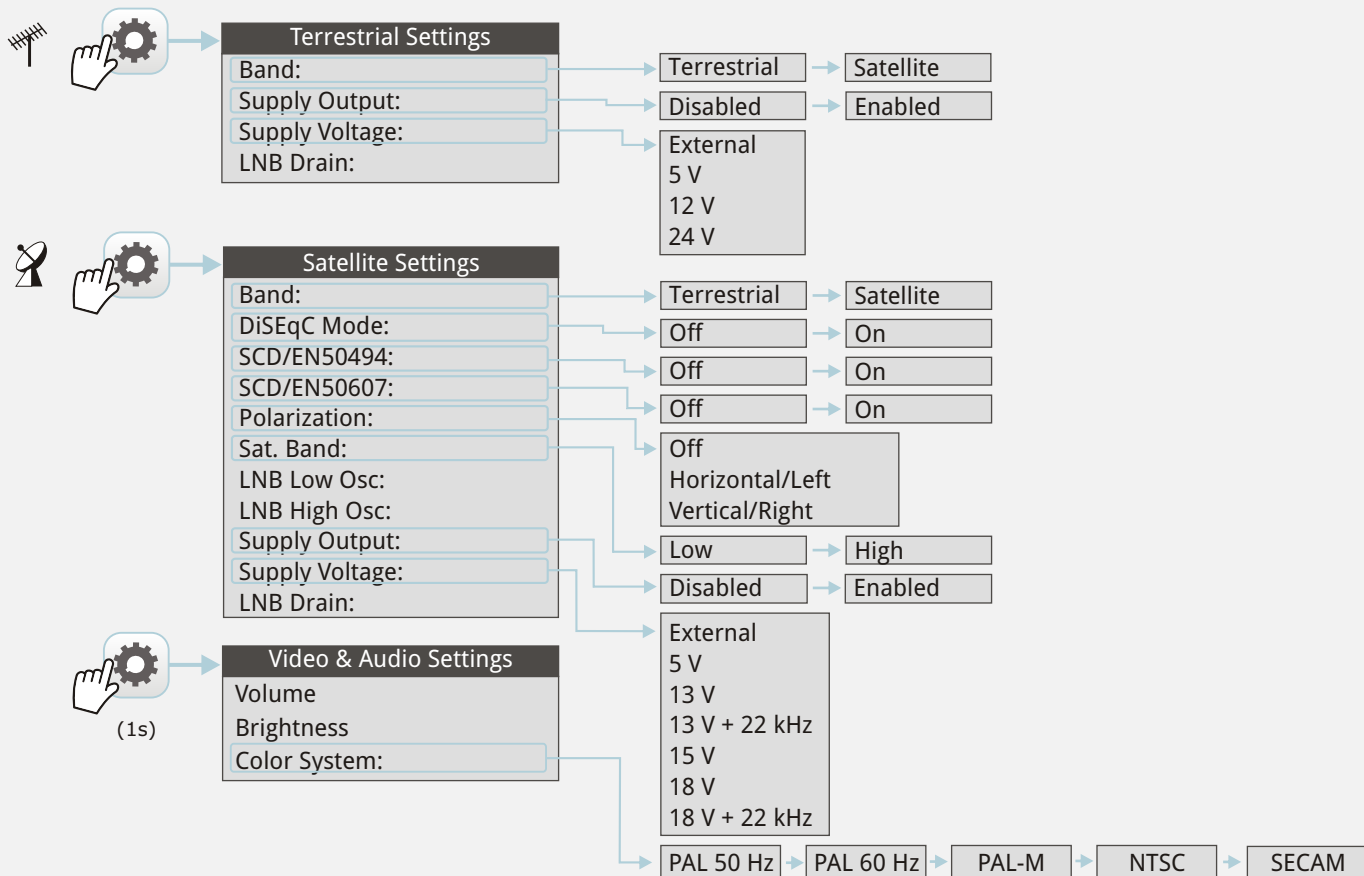 Terrestrial Settings
Band:
Supply Output:
Supply Voltage:
LNB Drain:
Terrestrial
Satellite
Disabled
Enabled
External
5 V
12 V
24 V
Satellite Settings
Band:
DiSEqC Mode:
SCD/EN50494:
SCD/EN50607:
Polarization:
Sat. Band:
LNB Low Osc:
LNB High Osc:
Supply Output:
Supply Voltage:
LNB Drain:
Terrestrial
Satellite
Off
On
Off
On
Off
On
Off
Horizontal/Left
Vertical/Right
Low
High
Disabled
Enabled
External
5 V
13 V
13 V + 22 kHz
15 V
18 V
18 V + 22 kHz
(1s)
Video & Audio Settings
Volume
Brightness
Color System:
PAL 50 Hz
PAL 60 Hz
PAL-M
NTSC
SECAM